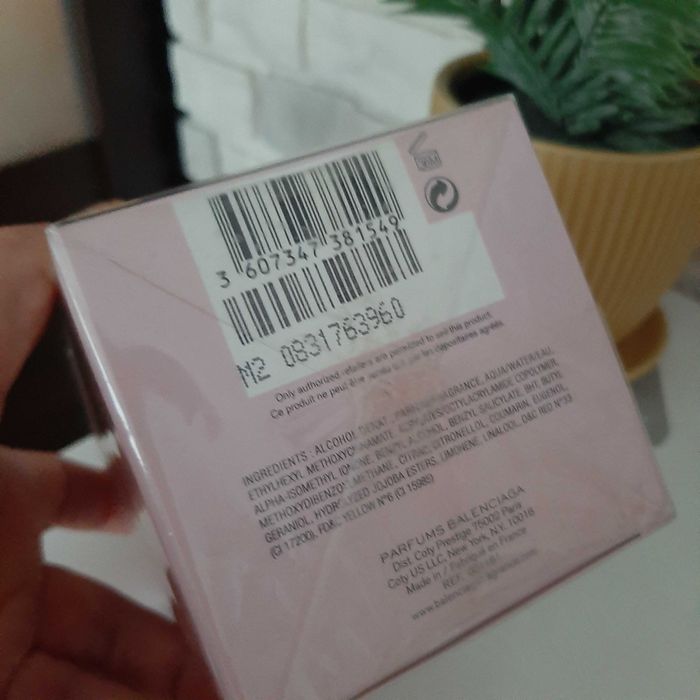 3 607347 381549
M2 0831763960
Only authorized retailers are permitted to sell this product.
Ce produit ne peut être vendu que par les dépositaires agréés.
INGREDIENTS : ALCOHOL DENAT., FRAGRANCE, AQUA/WATER/EAU,
ETHYLHEXYL METHOXYCINNAMATE, ACRYLATES/OCTYLACRYLAMIDE COPOLYMER,
ALPHA-ISOMETHYL IONONE, BENZYL ALCOHOL, BENZYL SALICYLATE, BHT, BUTYL
METHOXYDIBENZOYLMETHANE, CITRAL, CITRONELLOL, COUMARIN, EUGENOL,
GERANIOL, HYDROLYZED JOJOBA ESTERS, LIMONENE, LINALOOL, D&C RED N°33
(CI 17200), FD&C YELLOW N°6 (CI 15985)
PARFUMS BALENCIAGA
Dist. Coty Prestige 75009 Paris
Coty US LLC, New York, N.Y. 10016
Made in / Fabriqué en France
REF.